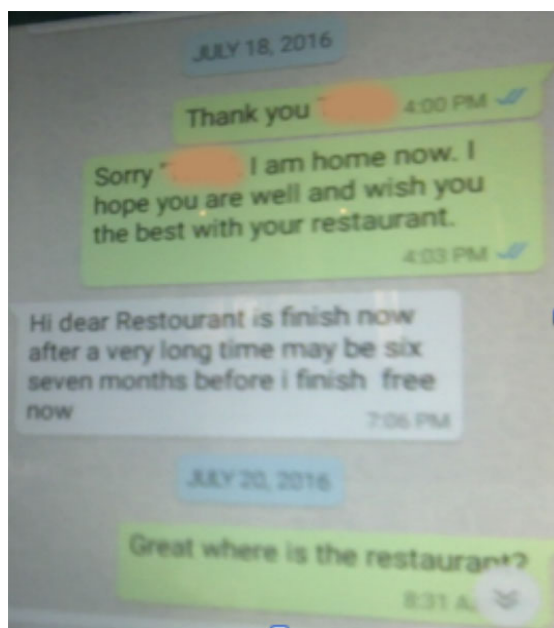 JULY 18, 2016
Thank you 4:00 PM
Sorry I am home now. I
hope you are well and wish you
the best with your restaurant.
4:03 PM
Hi dear Restourant is finish now
after a very long time may be six
seven months before i finish free
now
7:06 PM
JULY 20, 2016
Great where is the restaurant?
8:31